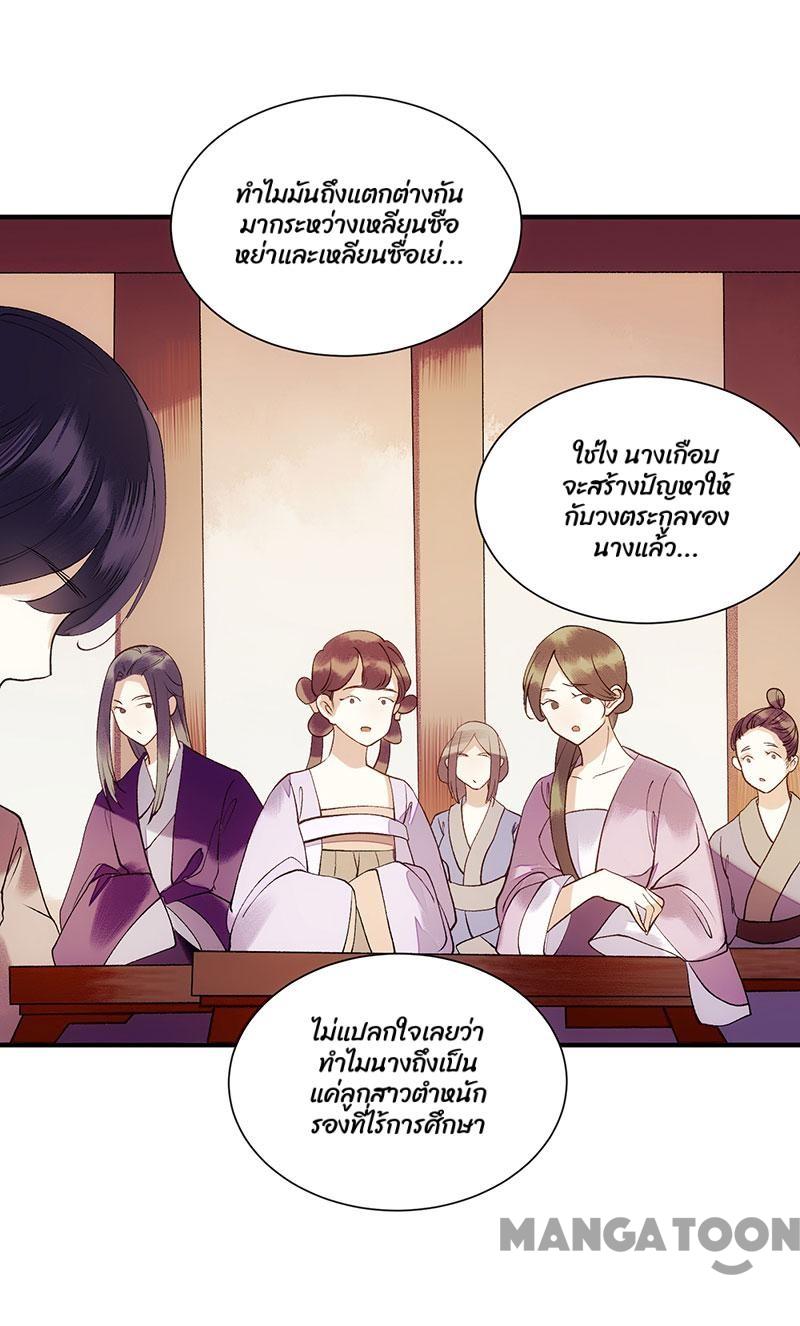 ทำไมมันถึงแตกต่างกัน
มากระหว่างเหลียนซือ
หย่าและเหลียนซื่อเย่...
ใช่ไง นางเกือบ
จะสร้างปัญหาให้
กับวงตระกูลของ
นางแล้ว...
ไม่แปลกใจเลยว่า
ทำไมนางถึงเป็น
แค่ลูกสาวตำหนัก
รองที่ไร้การศึกษา
MANGATOON